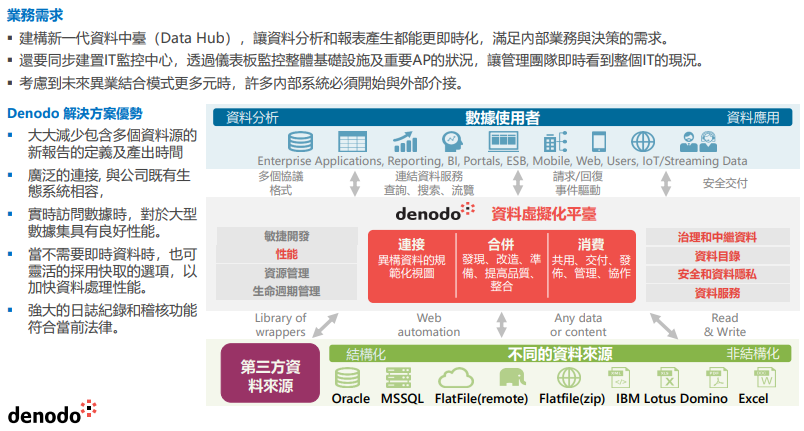 業務需求
▪ 建構新一代資料中臺（Data Hub），讓資料分析和報表產生都能更即時化，滿足內部業務與決策的需求。
▪ 還要同步建置IT監控中心，透過儀表板監控整體基礎設施及重要AP的狀況，讓管理團隊即時看到整個IT的現況。
▪ 考慮到未來異業結合模式更多元時，許多內部系統必須開始與外部介接。
Denodo 解決方案優勢
▪ 大大減少包含多個資料源的
新報告的定義及產出時間
▪ 廣泛的連接, 與公司既有生
態系統相容，
▪ 實時訪問數據時，對於大型
數據集具有良好性能。
▪ 當不需要即時資料時，也可
靈活的採用快取的選項，以
加快資料處理性能。
▪ 強大的日誌紀錄和稽核功能
符合當前法律。
denodo
資料分析
數據使用者
資料應用
Enterprise Applications, Reporting, BI, Portals, ESB, Mobile, Web, Users, IoT/Streaming Data
多個協議
格式
連結資料服務
查詢、搜索、流覽
請求/回復
事件驅動
安全交付
denodo 資料虛擬化平臺
敏捷開發
性能
資源管理
生命週期管理
連接
異構資料的規
範化視圖
合併
發現、改造、準
備、提高品質、
整合
消費
共用、交付、發
佈、管理、協作
治理和中繼資料
資料目錄
安全和資料隱私
資料服務
Library of
wrappers
Web
automation
Any data
or content
Read
& Write
第三方資
料來源
結構化
不同的資料來源
非結構化
Oracle
MSSQL
FlatFile(remote)
Flatfile(zip)
IBM Lotus Domino
Excel